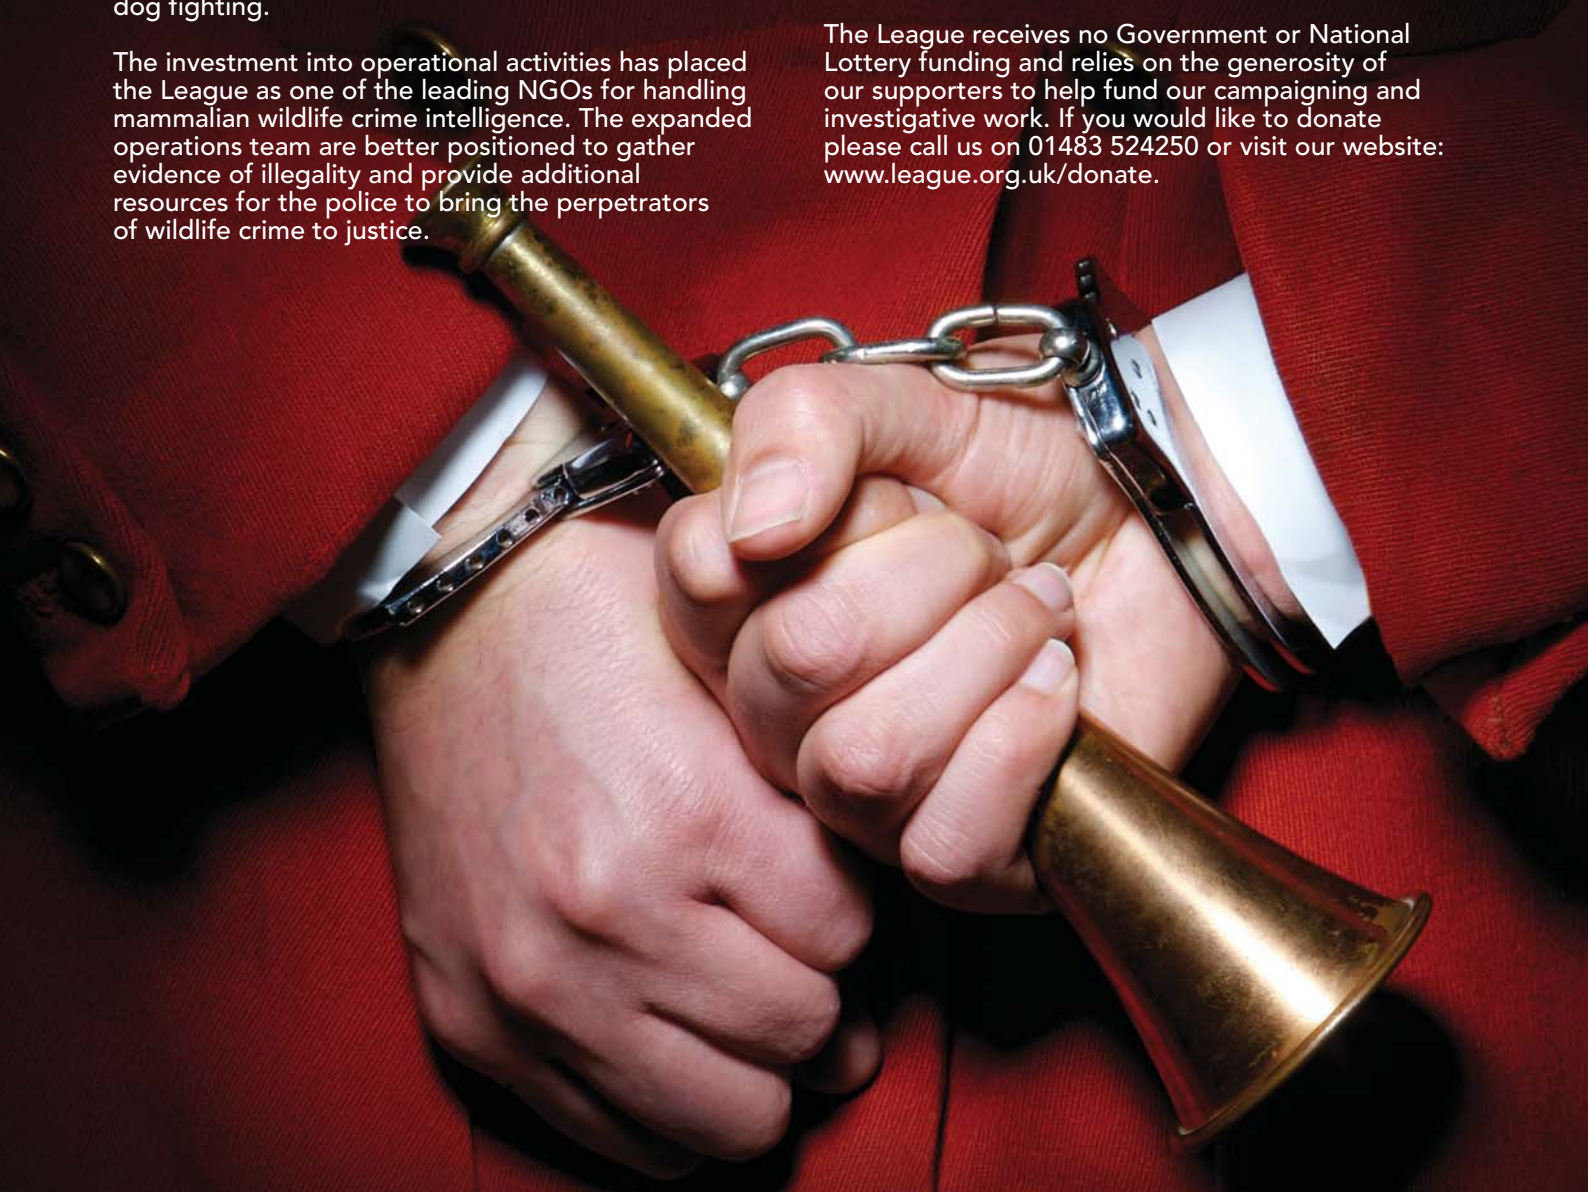 dog fighting.
The investment into operational activities has placed
the League as one of the leading NGOs for handling
mammalian wildlife crime intelligence. The expanded
operations team are better positioned to gather
evidence of illegality and provide additional
resources for the police to bring the perpetrators
of wildlife crime to justice.
The League receives no Government or National
Lottery funding and relies on the generosity of
our supporters to help fund our campaigning and
investigative work. If you would like to donate
please call us on 01483 524250 or visit our website:
www.league.org.uk/donate.